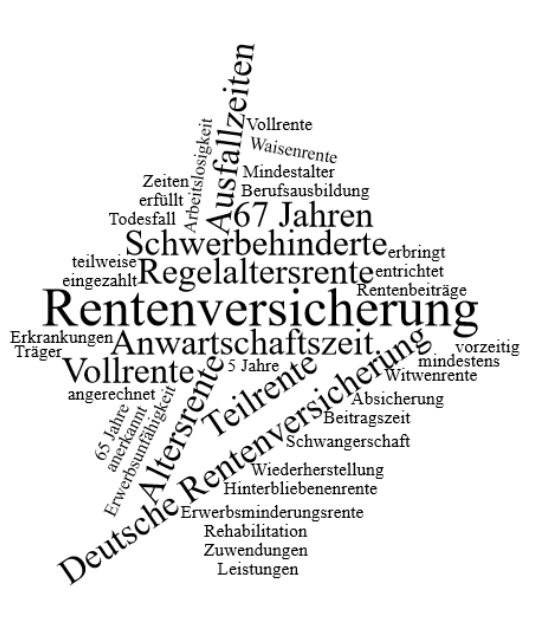 Ausfallzeiten
Arbeitslosigkeit
Vollrente
Waisenrente
Mindestalter
Zeiten
Berufsausbildung
erfüllt
Todesfall
67 Jahren
Schwerbehinderte
erbringt
teilweise
Regelaltersrente
entrichtet
eingezahlt
Rentenbeiträge
Rentenversicherung
Erkrankungen
Anwartschaftszeit
vorzeitig
Träger
mindestens
Vollrente
5 Jahre
Witwenrente
angerechnet
Teilrente
Absicherung
65 Jahre
anerkannt
Erwerbsunfähigkeit
Altersrente
Deutsche Rentenversicherung
Beitragszeit
Schwangerschaft
Wiederherstellung
Hinterbliebenenrente
Erwerbsminderungsrente
Rehabilitation
Zuwendungen
Leistungen